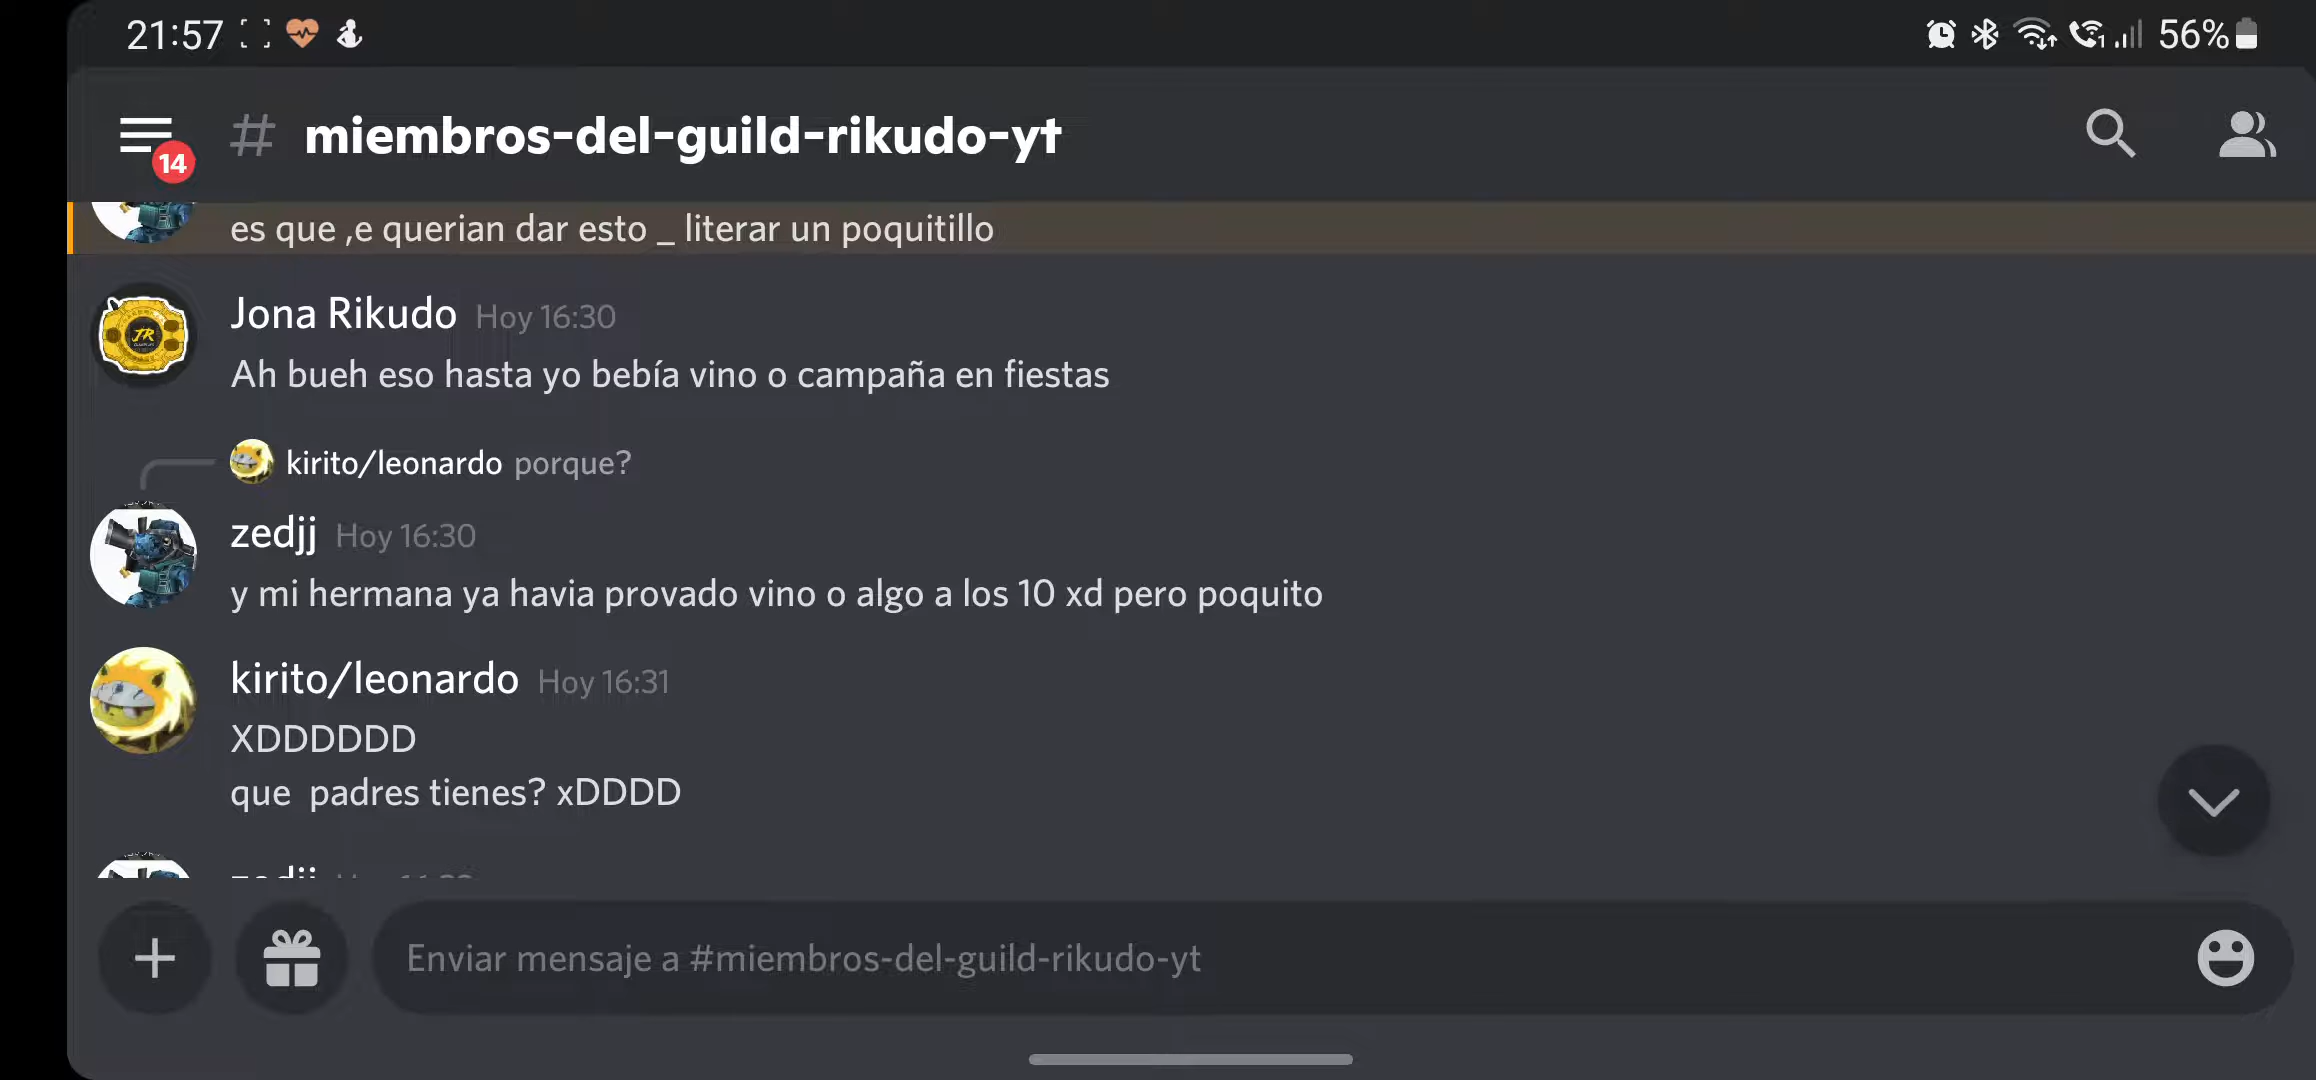 21:57 56%
14 # miembros-del-guild-rikudo-yt
es que ,e querian dar esto _ literar un poquitillo
Jona Rikudo Hoy 16:30
JR
Ah bueh eso hasta yo bebía vino o campaña en fiestas
kirito/leonardo porque?
zedjj Hoy 16:30
y mi hermana ya havia provado vino o algo a los 10 xd pero poquito
kirito/leonardo Hoy 16:31
XDDDDDD
que  padres tienes? xDDDD
zedjj Hoy
Enviar mensaje a #miembros-del-guild-rikudo-yt